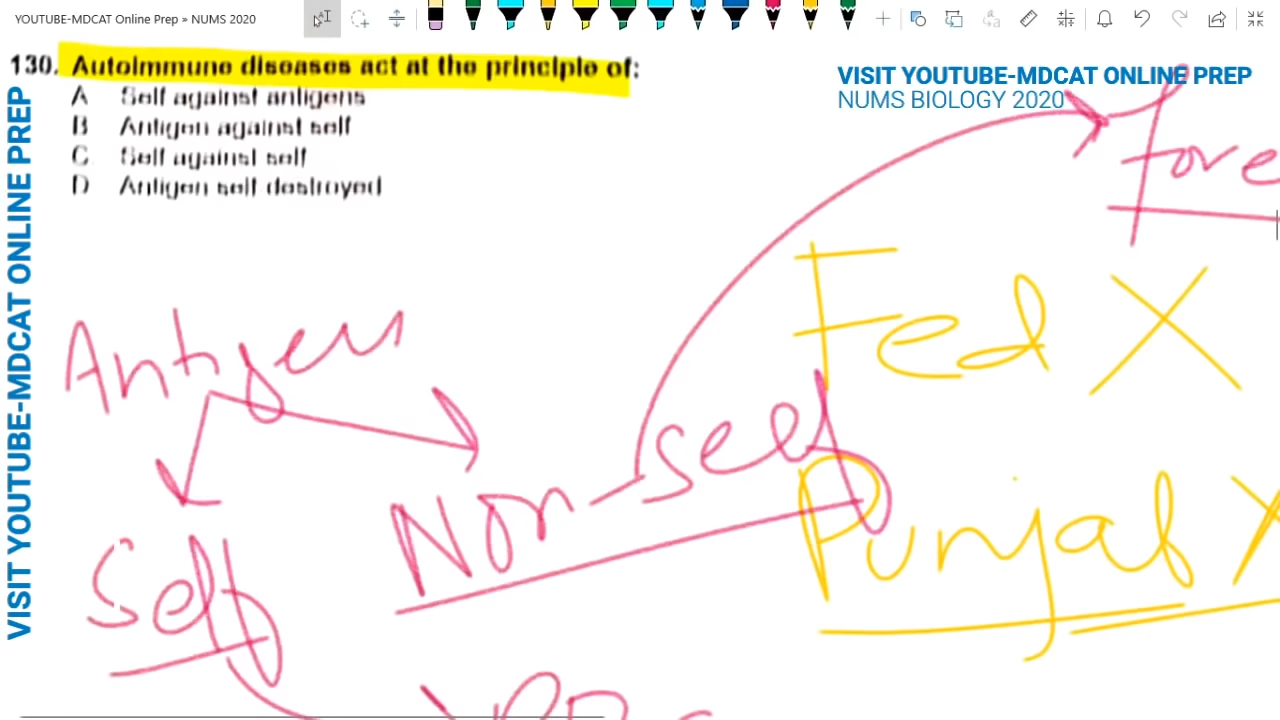 YOUTUBE-MDCAT Online Prep » NUMS 2020
130. Autoimmune diseases act at the principle of:
A Self against antigens
B Antigen against self
C Self against self
D Antigen self destroyed
VISIT YOUTUBE-MDCAT ONLINE PREP
NUMS BIOLOGY 2020
VISIT YOUTUBE-MDCAT ONLINE PREP
Fore
Fed X
Antigen
Non-self
Punjab X
Self